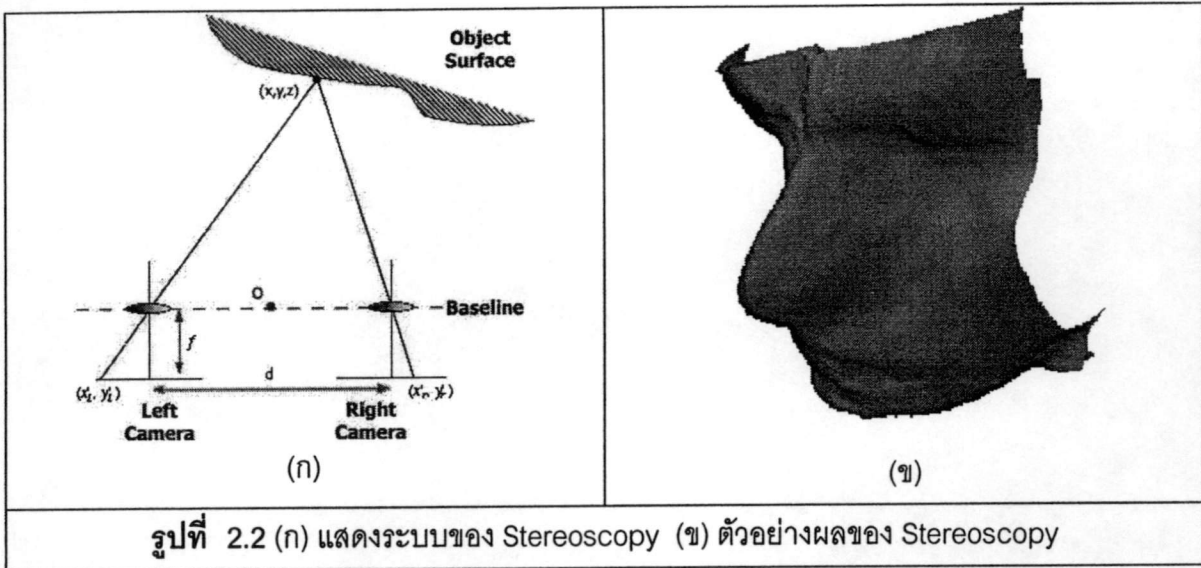 Object
Surface
(x,y,z)
O
Baseline
f
d
(x'L, y'L)
(x'r, y'r)
Left
Camera
Right
Camera
(ก)
(ข)
รูปที่ 2.2 (ก) แสดงระบบของ Stereoscopy (ข) ตัวอย่างผลของ Stereoscopy